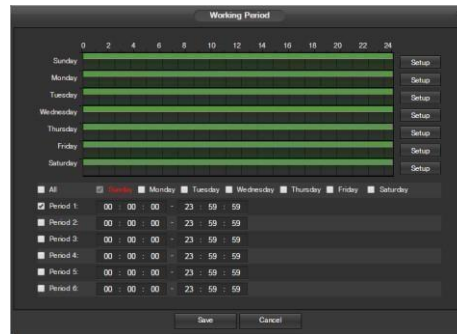 Working Period
0 2 4 6 8 10 12 14 16 18 20 22 24
Sunday Setup
Monday Setup
Tuesday Setup
Wednesday Setup
Thursday Setup
Friday Setup
Saturday Setup
All Sunday Monday Tuesday Wednesday Thursday Friday Saturday
Period 1: 00 : 00 : 00 - 23 : 59 : 59
Period 2: 00 : 00 : 00 - 23 : 59 : 59
Period 3: 00 : 00 : 00 - 23 : 59 : 59
Period 4: 00 : 00 : 00 - 23 : 59 : 59
Period 5: 00 : 00 : 00 - 23 : 59 : 59
Period 6: 00 : 00 : 00 - 23 : 59 : 59
Save Cancel